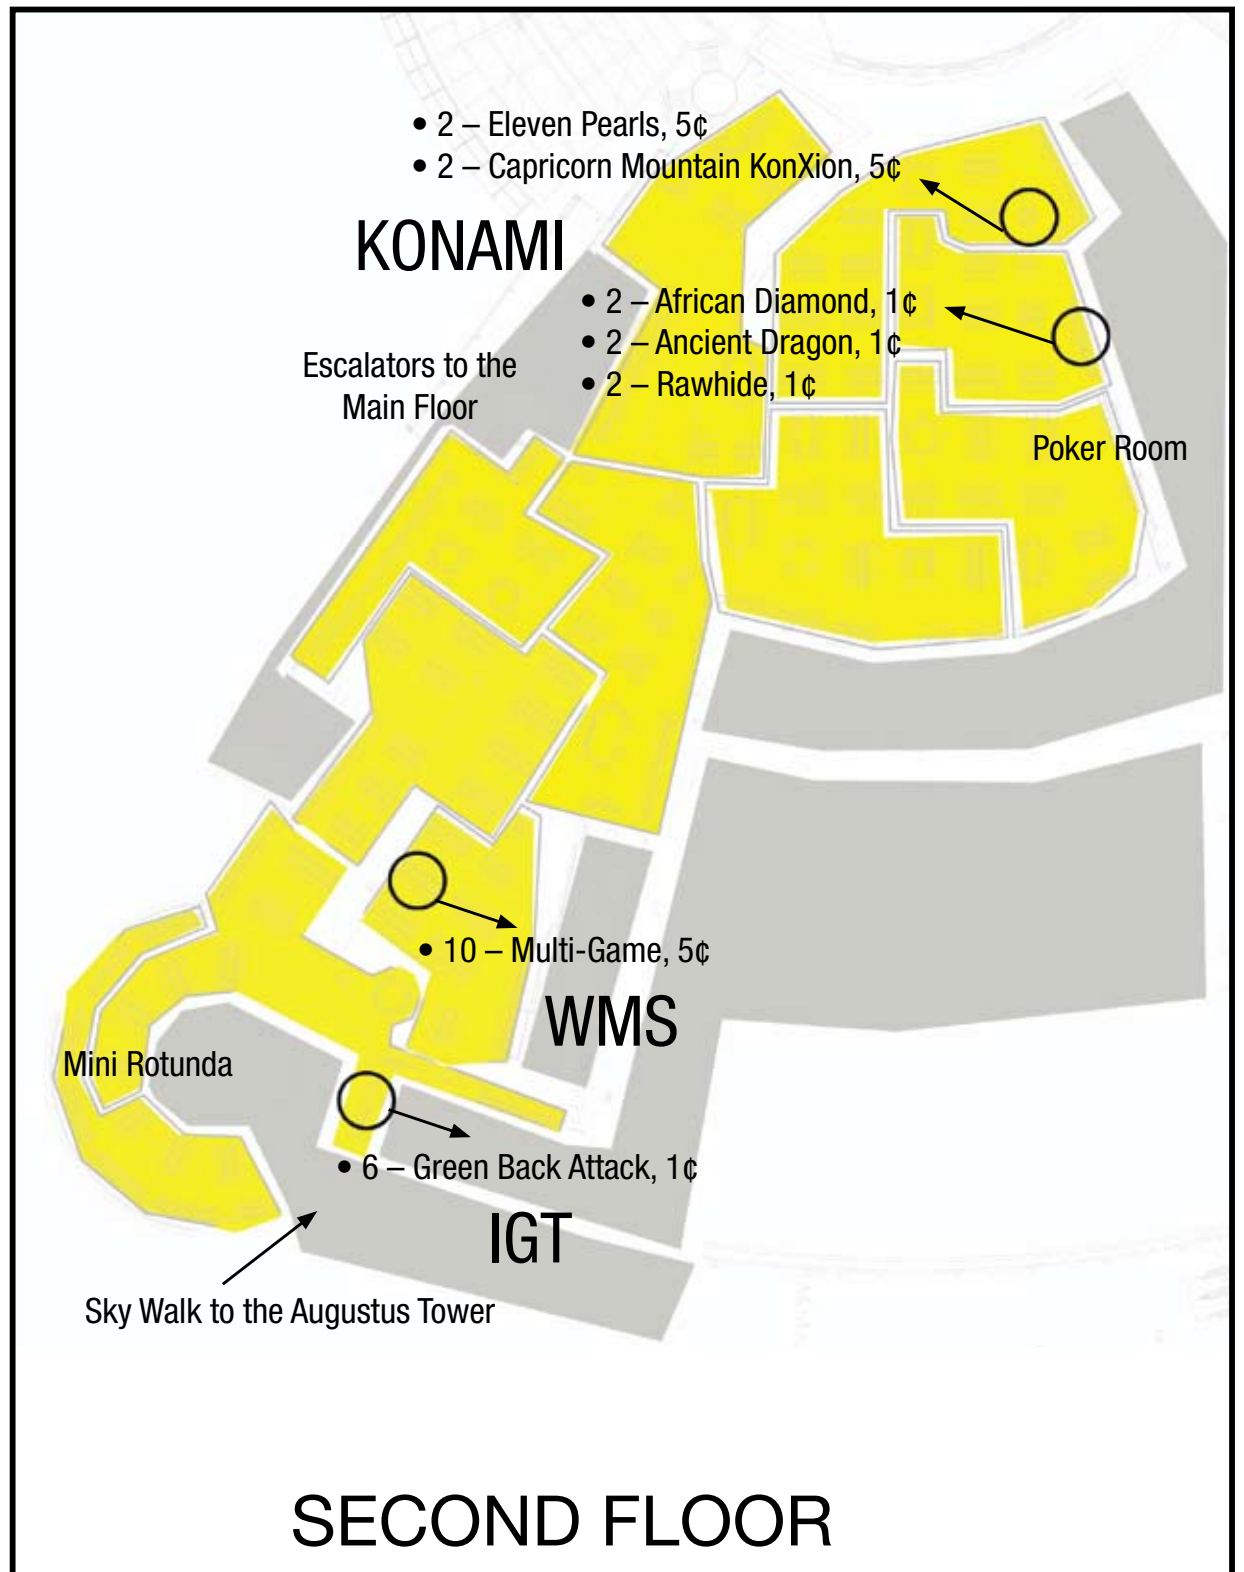 • 2 – Eleven Pearls, 5¢
• 2 – Capricorn Mountain KonXion, 5¢
KONAMI
• 2 – African Diamond, 1¢
• 2 – Ancient Dragon, 1¢
• 2 – Rawhide, 1¢
Escalators to the
Main Floor
Poker Room
• 10 – Multi-Game, 5¢
WMS
Mini Rotunda
• 6 – Green Back Attack, 1¢
IGT
Sky Walk to the Augustus Tower
SECOND FLOOR